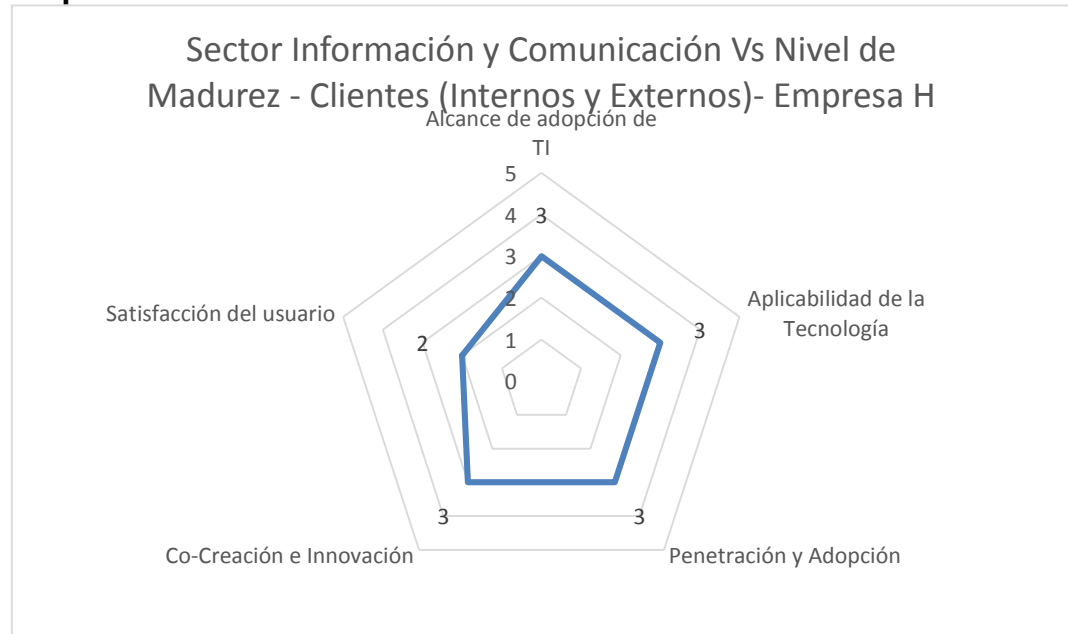 Sector Información y Comunicación Vs Nivel de
Madurez - Clientes (Internos y Externos)- Empresa H
Alcance de adopción de
TI
5
4
3
3
2
1
0
3
Aplicabilidad de la
Tecnología
3
Penetración y Adopción
3
Co-Creación e Innovación
2
Satisfacción del usuario